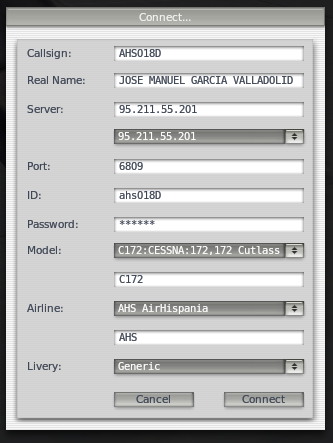 Connect...
Callsign: AHS018D
Real Name: JOSE MANUEL GARCIA VALLADOLID
Server: 95.211.55.201
95.211.55.201
Port: 6809
ID: ahs018D
Password: ******
Model: C172:CESSNA:172,172 Cutlass
C172
Airline: AHS AirHispania
AHS
Livery: Generic
Cancel Connect